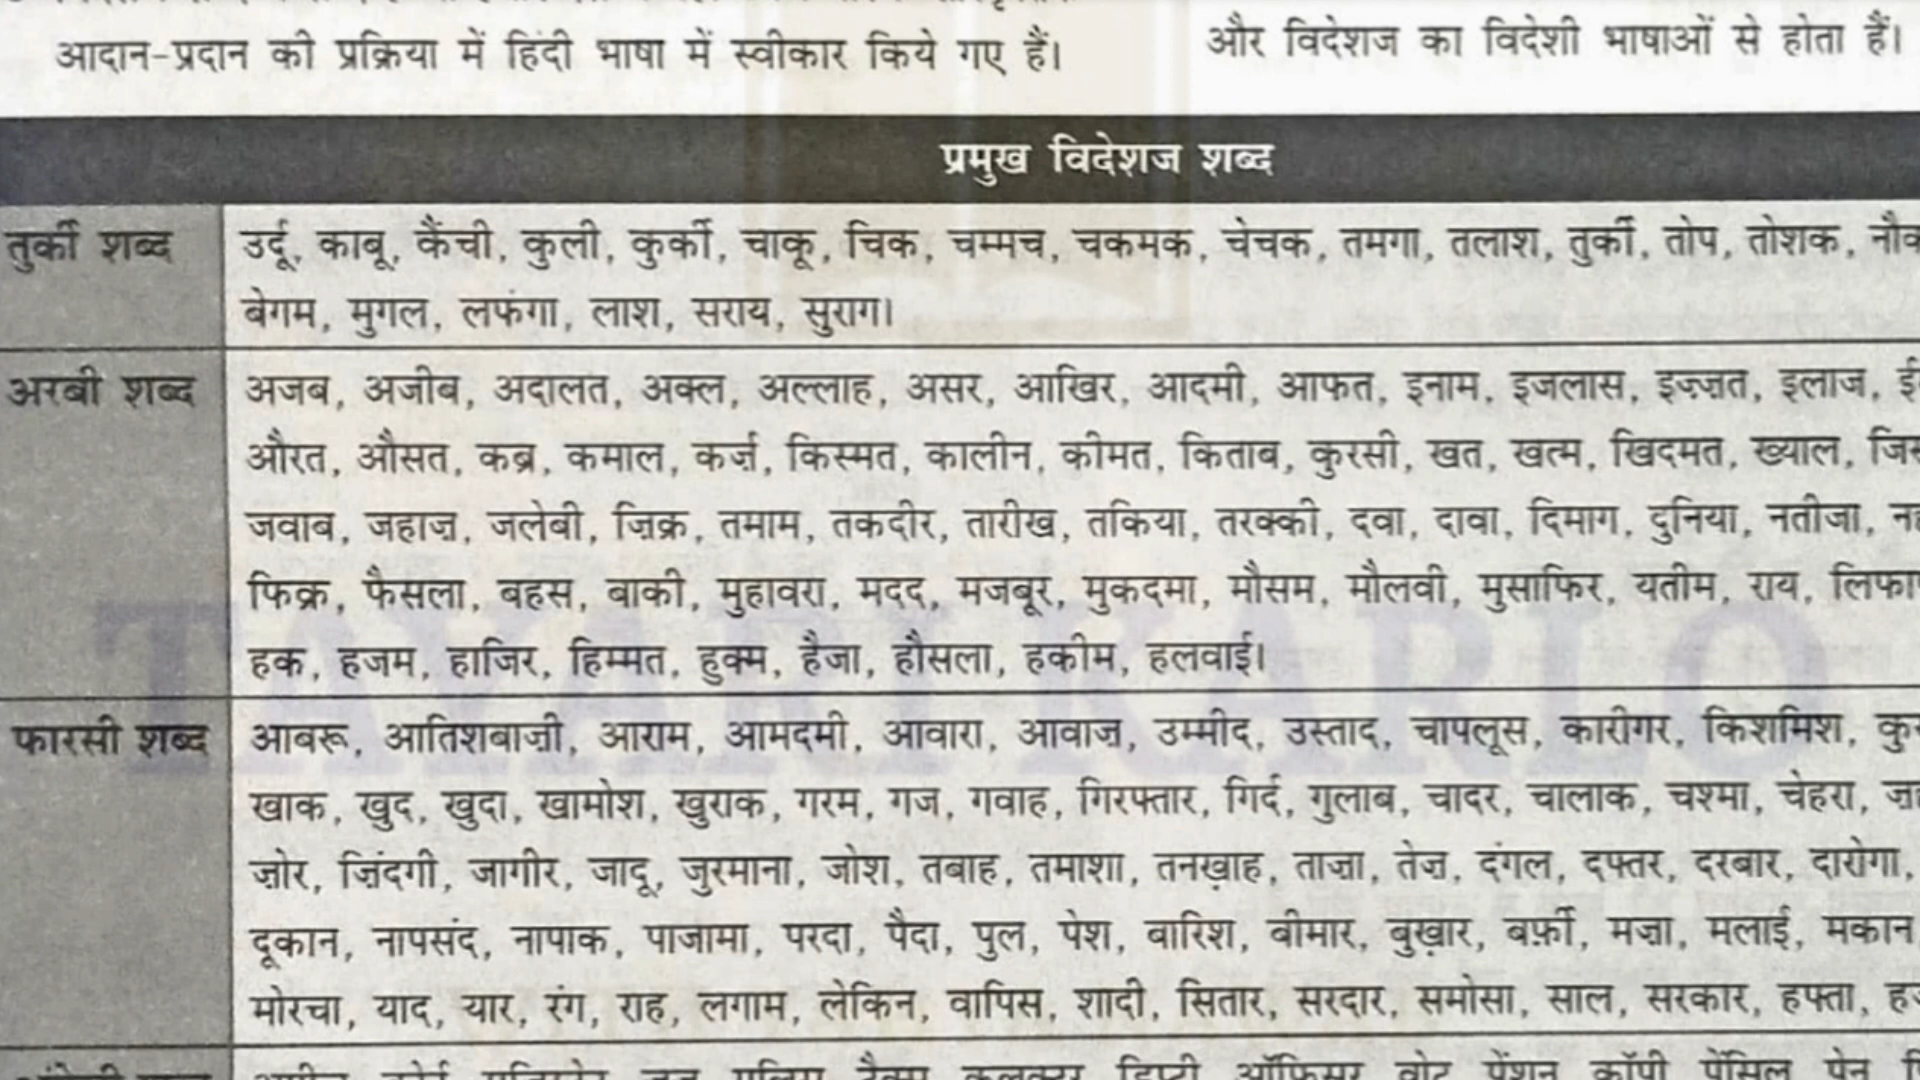 आदान-प्रदान की प्रक्रिया में हिंदी भाषा में स्वीकार किये गए हैं।
और विदेशज का विदेशी भाषाओं से होता हैं।
प्रमुख विदेशज शब्द
तुर्की शब्द
उर्दू, काबू, कैंची, कुली, कुर्की, चाकू, चिक, चम्मच, चकमक, चेचक, तमगा, तलाश, तुर्की, तोप, तोशक,
बेगम, मुगल, लफंगा, लाश, सराय, सुराग।
अरबी शब्द
अजब, अजीब, अदालत, अक्ल, अल्लाह, असर, आखिर, आदमी, आफत, इनाम, इजलास, इज़्ज़त, इलाज,
औरत, औसत, कब्र, कमाल, कर्ज़, किस्मत, कालीन, कीमत, किताब, कुरसी, खत, खत्म, खिदमत, ख्याल,
जवाब, जहाज़, जलेबी, ज़िक्र, तमाम, तकदीर, तारीख, तकिया, तरक्की, दवा, दावा, दिमाग, दुनिया, नतीजा,
फिक्र, फैसला, बहस, बाकी, मुहावरा, मदद, मजबूर, मुकदमा, मौसम, मौलवी, मुसाफिर, यतीम, राय,
हक, हजम, हाजिर, हिम्मत, हुक्म, हैजा, हौसला, हकीम, हलवाई।
फारसी शब्द
आबरू, आतिशबाज़ी, आराम, आमदमी, आवारा, आवाज़, उम्मीद, उस्ताद, चापलूस, कारीगर, किशमिश,
खाक, खुद, खुदा, खामोश, खुराक, गरम, गज, गवाह, गिरफ्तार, गिर्द, गुलाब, चादर, चालाक, चश्मा, चेहरा,
ज़ोर, ज़िंदगी, जागीर, जादू, जुरमाना, जोश, तबाह, तमाशा, तनख़ाह, ताज़ा, तेज़, दंगल, दफ्तर, दरबार, दारोगा,
दूकान, नापसंद, नापाक, पाजामा, परदा, पैदा, पुल, पेश, बारिश, बीमार, बुख़ार, बर्फ़ी, मज़ा, मलाई, मकान
मोरचा, याद, यार, रंग, राह, लगाम, लेकिन, वापिस, शादी, सितार, सरदार, समोसा, साल, सरकार, हफ्ता,
TAYARI KARLO